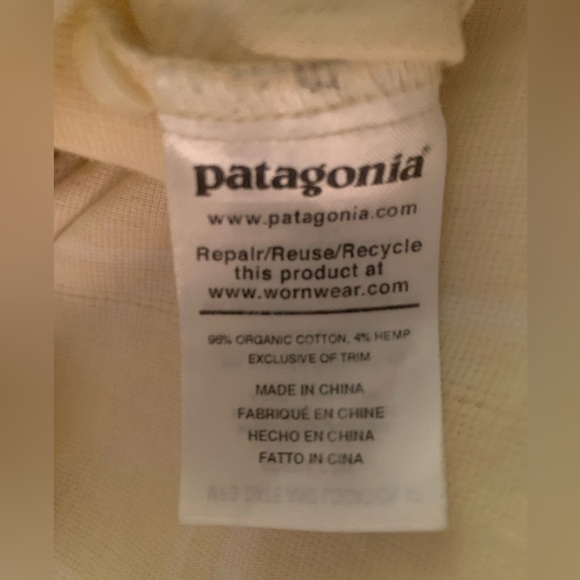 patagonia®
www.patagonia.com
Repair/Reuse/Recycle
this product at
www.wornwear.com
96% ORGANIC COTTON, 4% HEMP
EXCLUSIVE OF TRIM
MADE IN CHINA
FABRIQUÉ EN CHINE
HECHO EN CHINA
FATTO IN CINA